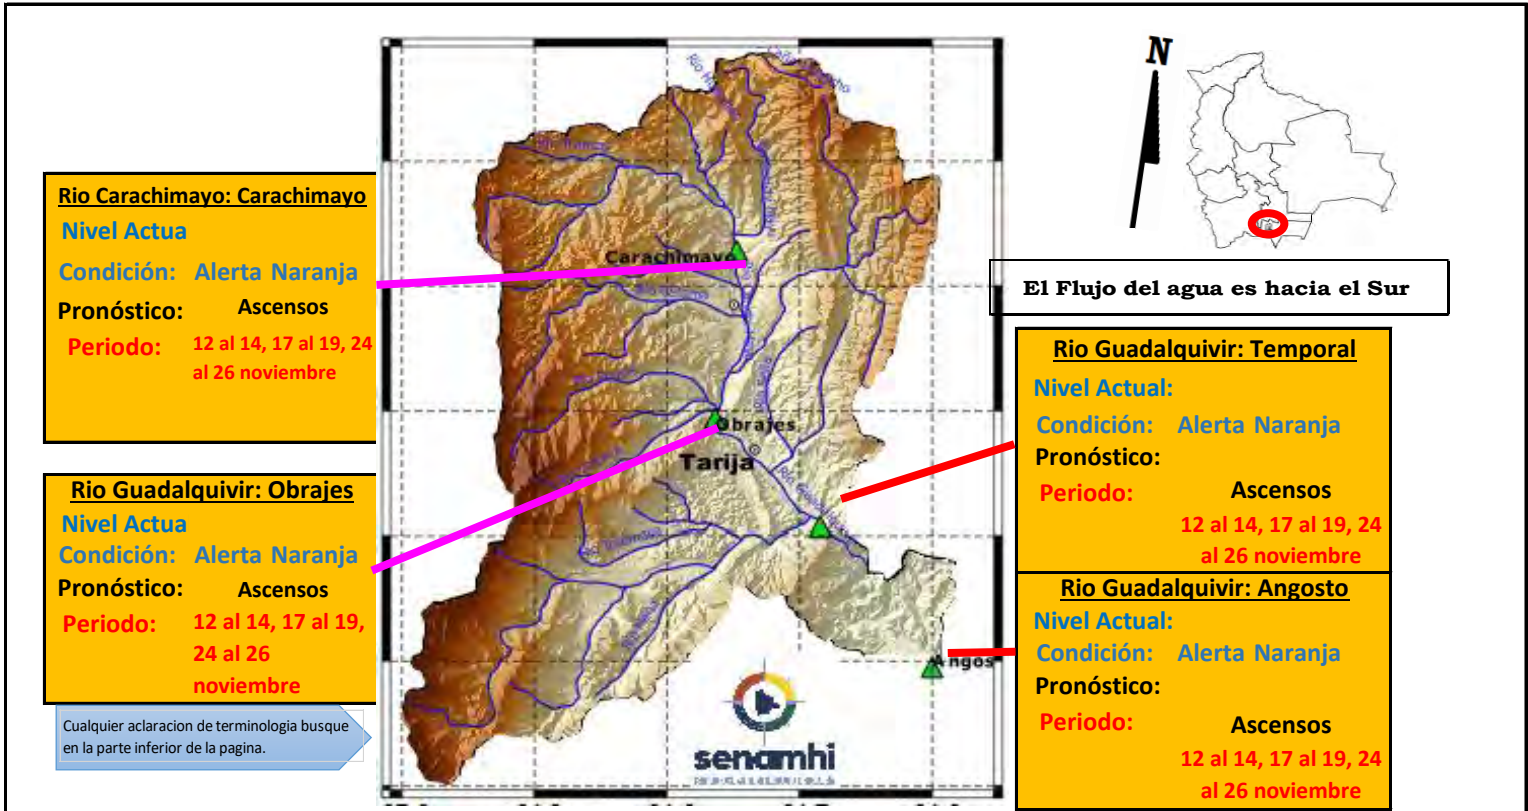 N
El Flujo del agua es hacia el Sur
Rio Carachimayo: Carachimayo
Nivel Actua
Condición: Alerta Naranja
Pronóstico: Ascensos
Periodo: 12 al 14, 17 al 19, 24
al 26 noviembre
Rio Guadalquivir: Obrajes
Nivel Actua
Condición: Alerta Naranja
Pronóstico: Ascensos
Periodo: 12 al 14, 17 al 19,
24 al 26
noviembre
Cualquier aclaracion de terminologia busque
en la parte inferior de la pagina.
Carachimayo
Obrajes
Tarija
Angos
senamhi
Rio Guadalquivir: Temporal
Nivel Actual:
Condición: Alerta Naranja
Pronóstico:
Periodo: Ascensos
12 al 14, 17 al 19, 24
al 26 noviembre
Rio Guadalquivir: Angosto
Nivel Actual:
Condición: Alerta Naranja
Pronóstico:
Periodo: Ascensos
12 al 14, 17 al 19, 24
al 26 noviembre